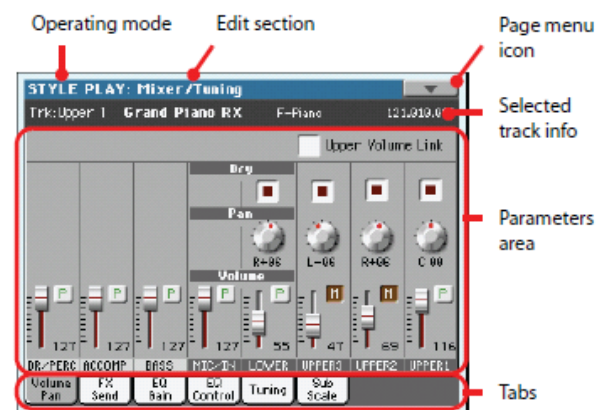 Operating mode
Edit section
Page menu
icon
STYLE PLAY: Mixer/Tuning
Trk:Upper 1 Grand Piano RX F-Piano
Selected
track info
Upper Volume Link
Dry
Pan
Parameters
area
R+06 L-06 R+06 C 00
Volume
P P P P P M M P
127 127 127 127 55 47 69 116
DR/PERC ACCOMP BASS MIC/IN LOWER UPPER3 UPPER2 UPPER1
Volume Pan FX Send EQ Gain EQ Control Tuning Sub Scale
Tabs